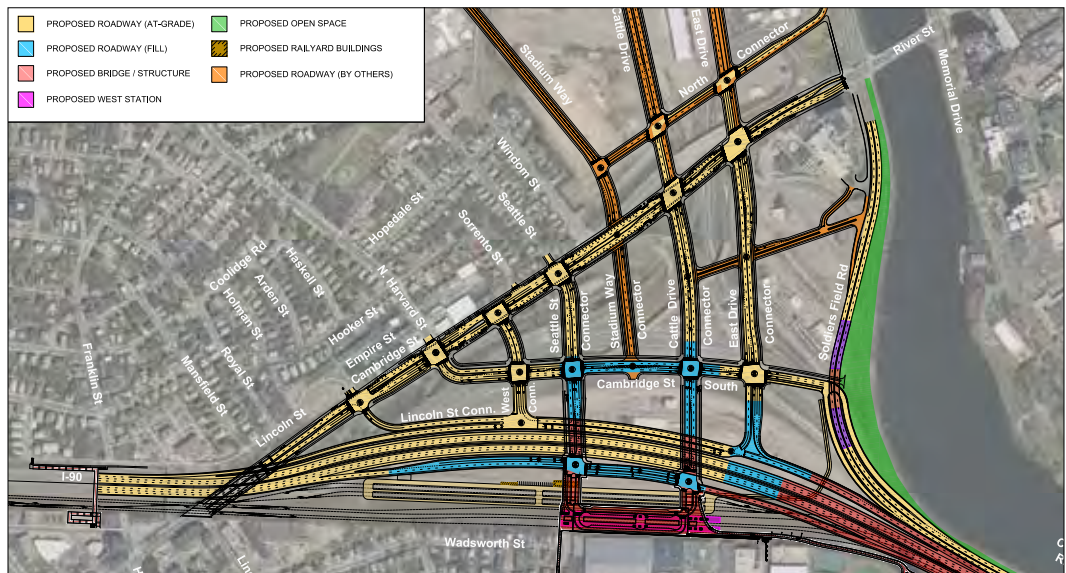 PROPOSED ROADWAY (AT-GRADE)
PROPOSED OPEN SPACE
PROPOSED ROADWAY (FILL)
PROPOSED RAILYARD BUILDINGS
PROPOSED BRIDGE / STRUCTURE
PROPOSED ROADWAY (BY OTHERS)
PROPOSED WEST STATION
Stadium Way
Cattle Drive
East Drive
North
Connector
River St
Memorial Drive
Windom St
Seattle St
Sorrento St
Hopedale St
Coolidge Rd
Haskell St
Arden St
Holman St
Royal St
Mansfield St
Franklin St
N. Harvard St
Hooker St
Empire St
Cambridge St
Lincoln St
Lincoln St Conn.
West
Conn.
Seattle St
Connector
Stadium Way
Connector
Cattle Drive
Connector
East Drive
Connector
Soldiers Field Rd
Cambridge St
South
I-90
Wadsworth St